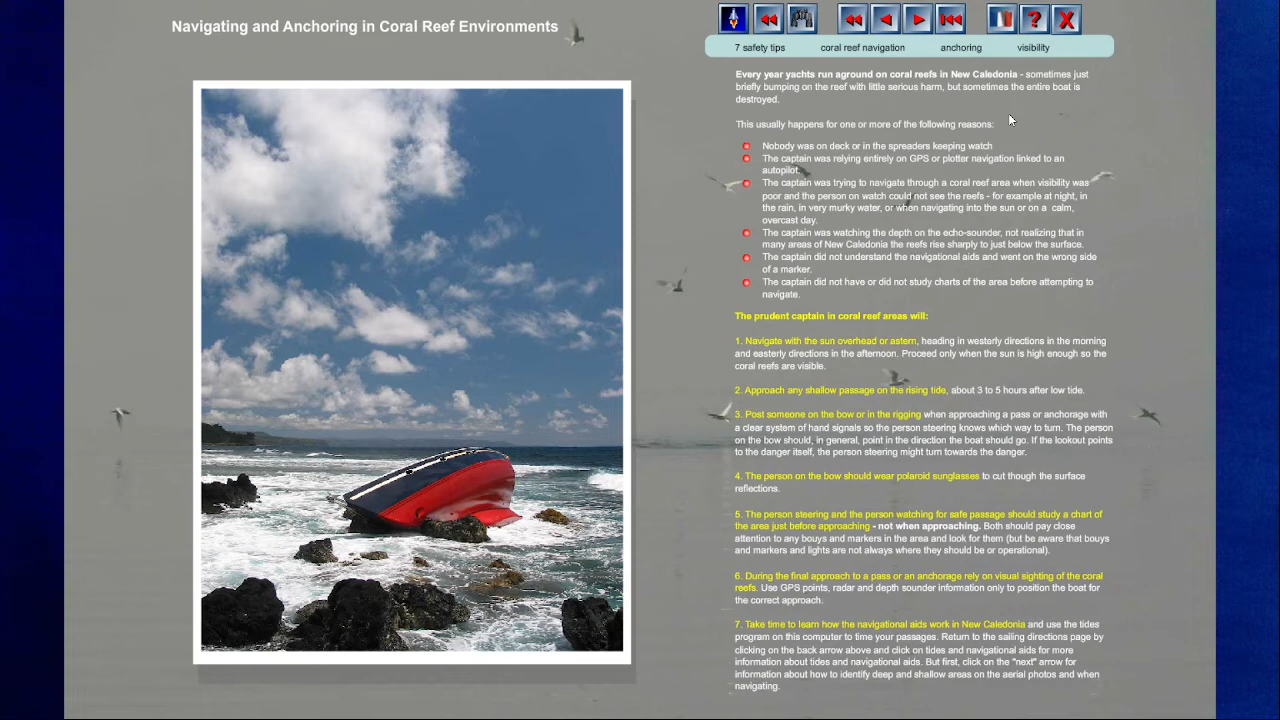 Navigating and Anchoring in Coral Reef Environments
7 safety tips coral reef navigation anchoring visibility
Every year yachts run aground on coral reefs in New Caledonia - sometimes just
briefly bumping on the reef with little serious harm, but sometimes the entire boat is
destroyed.
This usually happens for one or more of the following reasons:
Nobody was on deck or in the spreaders keeping watch
The captain was relying entirely on GPS or plotter navigation linked to an
autopilot.
The captain was trying to navigate through a coral reef area when visibility was
poor and the person on watch could not see the reefs - for example at night, in
the rain, in very murky water, or when navigating into the sun or on a calm,
overcast day.
The captain was watching the depth on the echo-sounder, not realizing that in
many areas of New Caledonia the reefs rise sharply to just below the surface.
The captain did not understand the navigational aids and went on the wrong side
of a marker.
The captain did not have or did not study charts of the area before attempting to
navigate.
The prudent captain in coral reef areas will:
1. Navigate with the sun overhead or astern, heading in westerly directions in the morning
and easterly directions in the afternoon. Proceed only when the sun is high enough so the
coral reefs are visible.
2. Approach any shallow passage on the rising tide, about 3 to 5 hours after low tide.
3. Post someone on the bow or in the rigging when approaching a pass or anchorage with
a clear system of hand signals so the person steering knows which way to turn. The person
on the bow should, in general, point in the direction the boat should go. If the lookout points
to the danger itself, the person steering might turn towards the danger.
4. The person on the bow should wear polaroid sunglasses to cut though the surface
reflections.
5. The person steering and the person watching for safe passage should study a chart of
the area just before approaching - not when approaching. Both should pay close
attention to any bouys and markers in the area and look for them (but be aware that bouys
and markers and lights are not always where they should be or operational).
6. During the final approach to a pass or an anchorage rely on visual sighting of the coral
reefs. Use GPS points, radar and depth sounder information only to position the boat for
the correct approach.
7. Take time to learn how the navigational aids work in New Caledonia and use the tides
program on this computer to time your passages. Return to the sailing directions page by
clicking on the back arrow above and click on tides and navigational aids for more
information about tides and navigational aids. But first, click on the "next" arrow for
information about how to identify deep and shallow areas on the aerial photos and when
navigating.